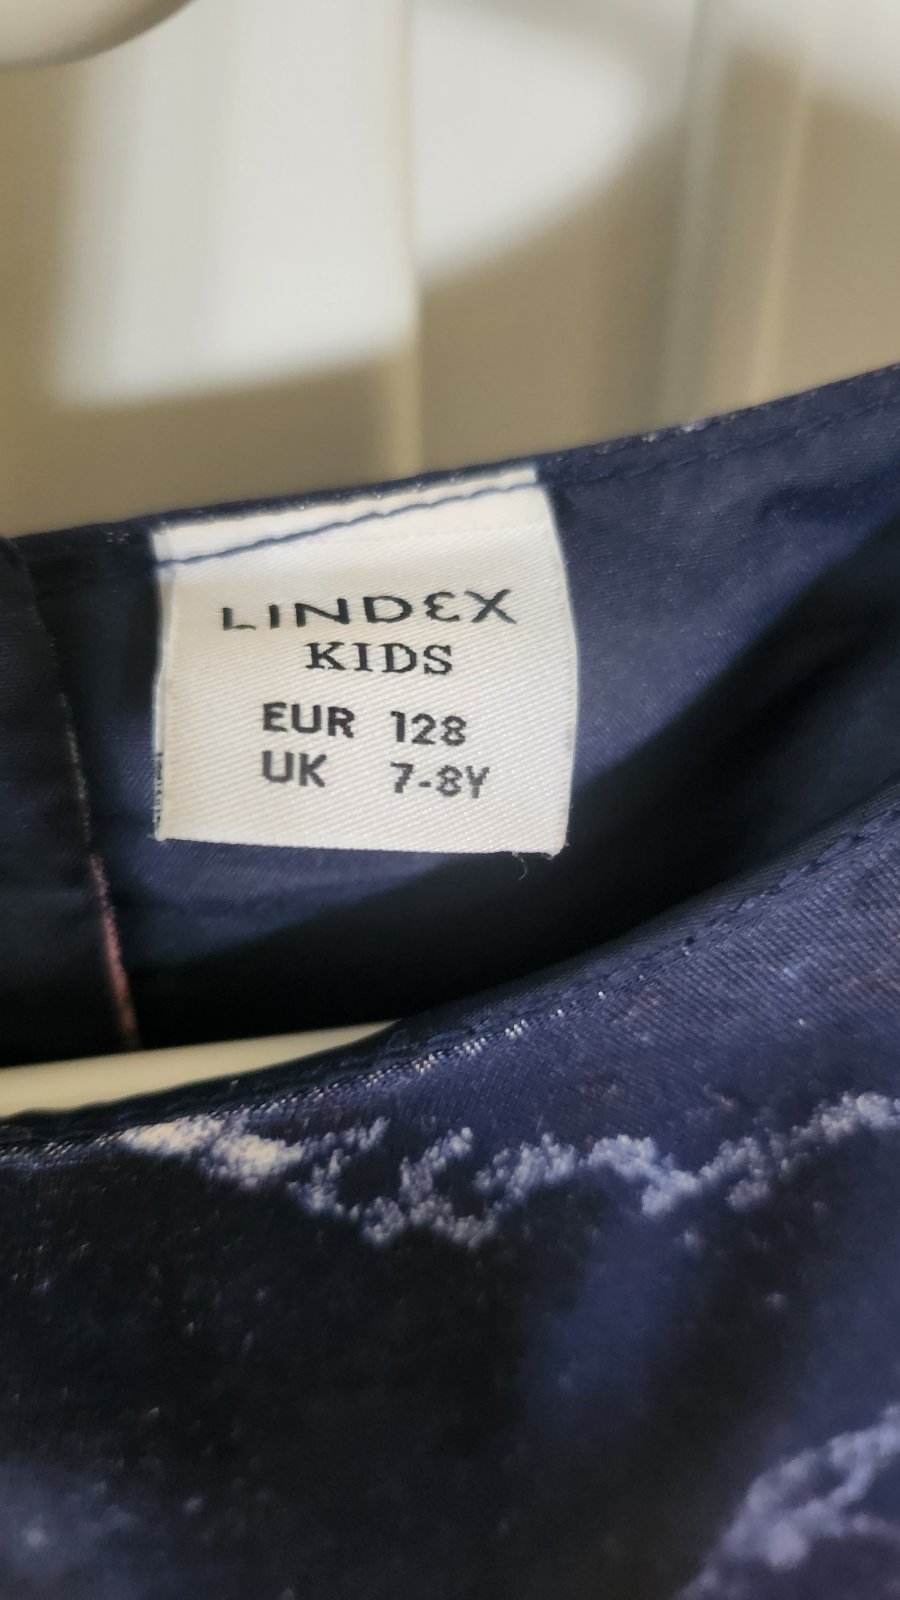 LINDEX
KIDS
EUR 128
UK 7-8Y